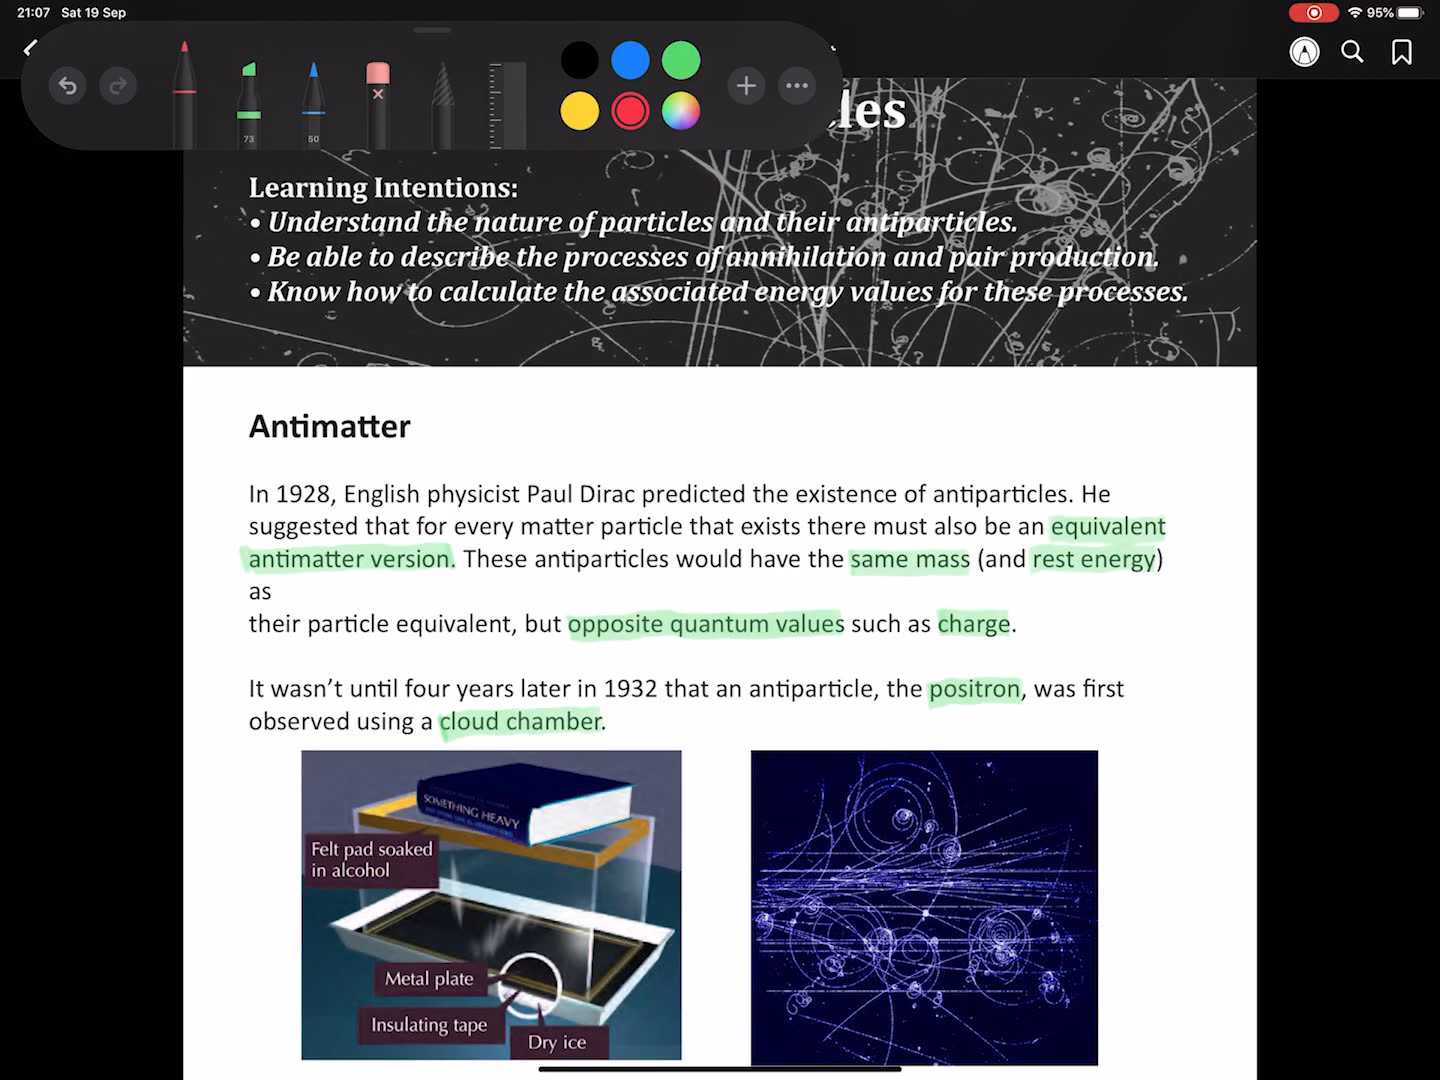 21:07 Sat 19 Sep
95%
73
50
les
Learning Intentions:
• Understand the nature of particles and their antiparticles.
• Be able to describe the processes of annihilation and pair production.
• Know how to calculate the associated energy values for these processes.
Antimatter
In 1928, English physicist Paul Dirac predicted the existence of antiparticles. He
suggested that for every matter particle that exists there must also be an equivalent
antimatter version. These antiparticles would have the same mass (and rest energy)
as
their particle equivalent, but opposite quantum values such as charge.
It wasn’t until four years later in 1932 that an antiparticle, the positron, was first
observed using a cloud chamber.
SOMETHING HEAVY
Felt pad soaked
in alcohol
Metal plate
Insulating tape
Dry ice